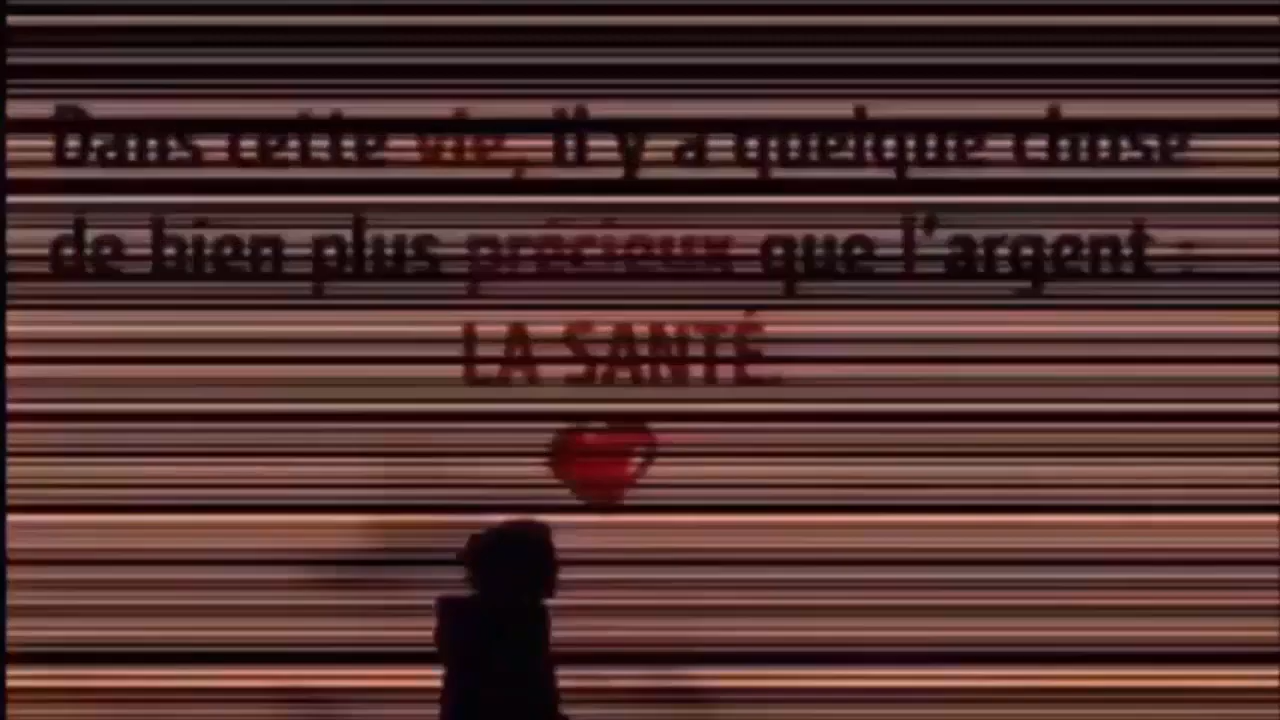 Dans cette vie, il y a quelque chose
de bien plus précieux que l'argent :
LA SANTÉ.